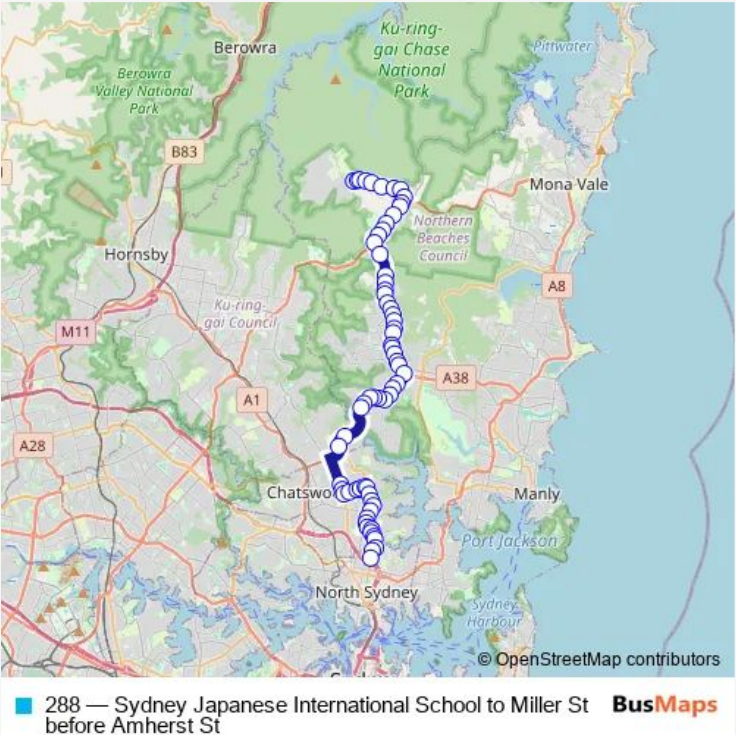 Ku-ring-
gai Chase
National
Park
Pittwater
Berowra
Berowra
Valley National
Park
B83
Mona Vale
Northern
Beaches
Council
Hornsby
A8
Ku-ring-
gai Council
M11
A38
A1
A28
Chatswo
Manly
Port Jackson
North Sydney
Sydney
Harbour
© OpenStreetMap contributors
288 — Sydney Japanese International School to Miller St
before Amherst St
BusMaps